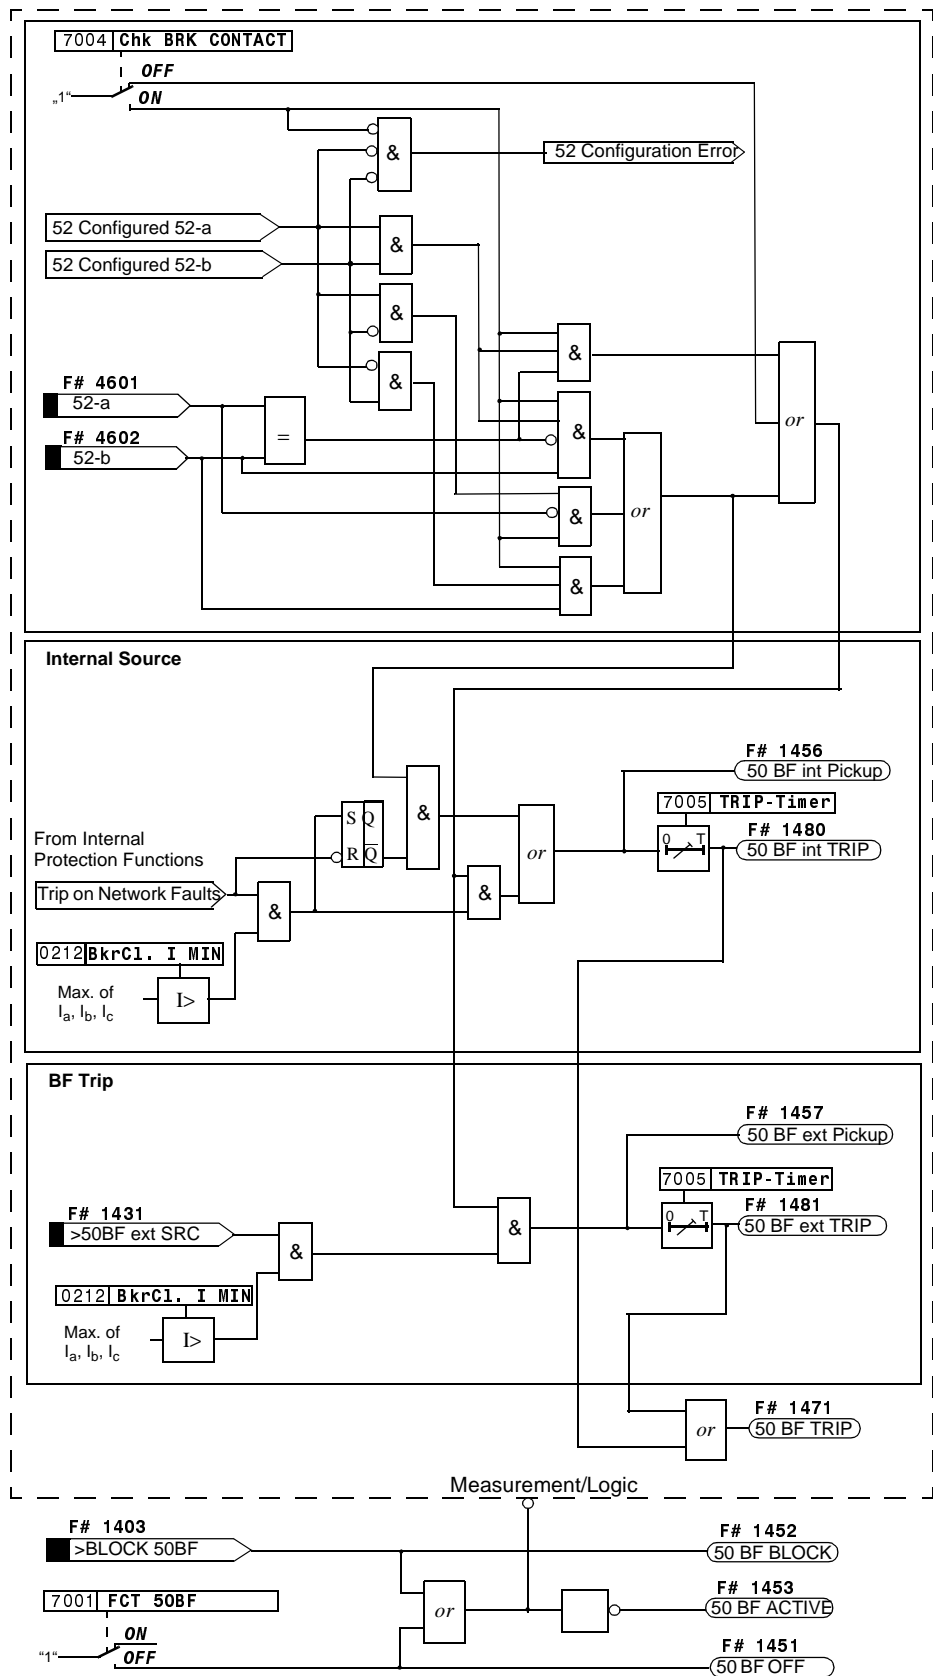 7004 Chk BRK CONTACT
OFF
„1“
ON
&
52 Configuration Error
52 Configured 52-a
&
52 Configured 52-b
&
&
&
F# 4601
52-a
or
F# 4602
=
&
52-b
&
or
&
Internal Source
F# 1456
50 BF int Pickup
7005 TRIP-Timer
S Q
&
0 T
F# 1480
From Internal
Protection Functions
R Q
or
50 BF int TRIP
Trip on Network Faults
&
&
0212 BkrCl. I MIN
Max. of
Ia, Ib, Ic
I>
BF Trip
F# 1457
50 BF ext Pickup
7005 TRIP-Timer
F# 1431
0 T
F# 1481
>50BF ext SRC
&
&
50 BF ext TRIP
0212 BkrCl. I MIN
Max. of
Ia, Ib, Ic
I>
F# 1471
or
50 BF TRIP
Measurement/Logic
F# 1403
>BLOCK 50BF
F# 1452
50 BF BLOCK
7001 FCT 50BF
or
F# 1453
50 BF ACTIVE
ON
“1“
OFF
F# 1451
50 BF OFF